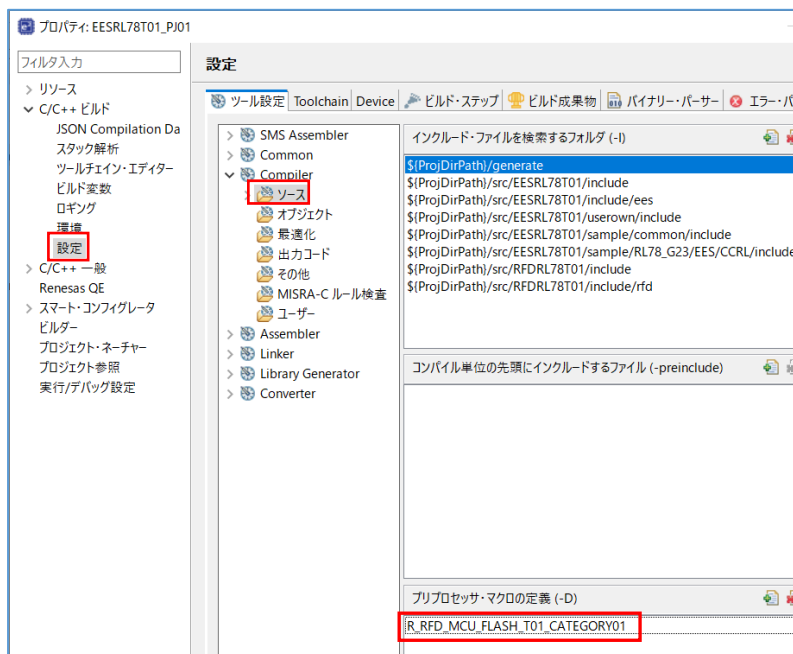 プロパティ: EESRL78T01_PJ01
フィルタ入力
設定
リソース
C/C++ ビルド
JSON Compilation Da
スタック解析
ツールチェイン・エディター
ビルド変数
ロギング
環境
設定
C/C++ 一般
Renesas QE
スマート・コンフィグレータ
ビルダー
プロジェクト・ネーチャー
プロジェクト参照
実行/デバッグ設定
ツール設定 Toolchain Device ビルド・ステップ ビルド成果物 バイナリー・パーサー エラー・パ
SMS Assembler
Common
Compiler
ソース
オブジェクト
最適化
出力コード
その他
MISRA-C ルール検査
ユーザー
Assembler
Linker
Library Generator
Converter
インクルード・ファイルを検索するフォルダ (-I)
${ProjDirPath}/generate
${ProjDirPath}/src/EESRL78T01/include
${ProjDirPath}/src/EESRL78T01/include/ees
${ProjDirPath}/src/EESRL78T01/userown/include
${ProjDirPath}/src/EESRL78T01/sample/common/include
${ProjDirPath}/src/EESRL78T01/sample/RL78_G23/EES/CCRL/include
${ProjDirPath}/src/RFDRL78T01/include
${ProjDirPath}/src/RFDRL78T01/include/rfd
コンパイル単位の先頭にインクルードするファイル (-preinclude)
プリプロセッサ・マクロの定義 (-D)
R_RFD_MCU_FLASH_T01_CATEGORY01